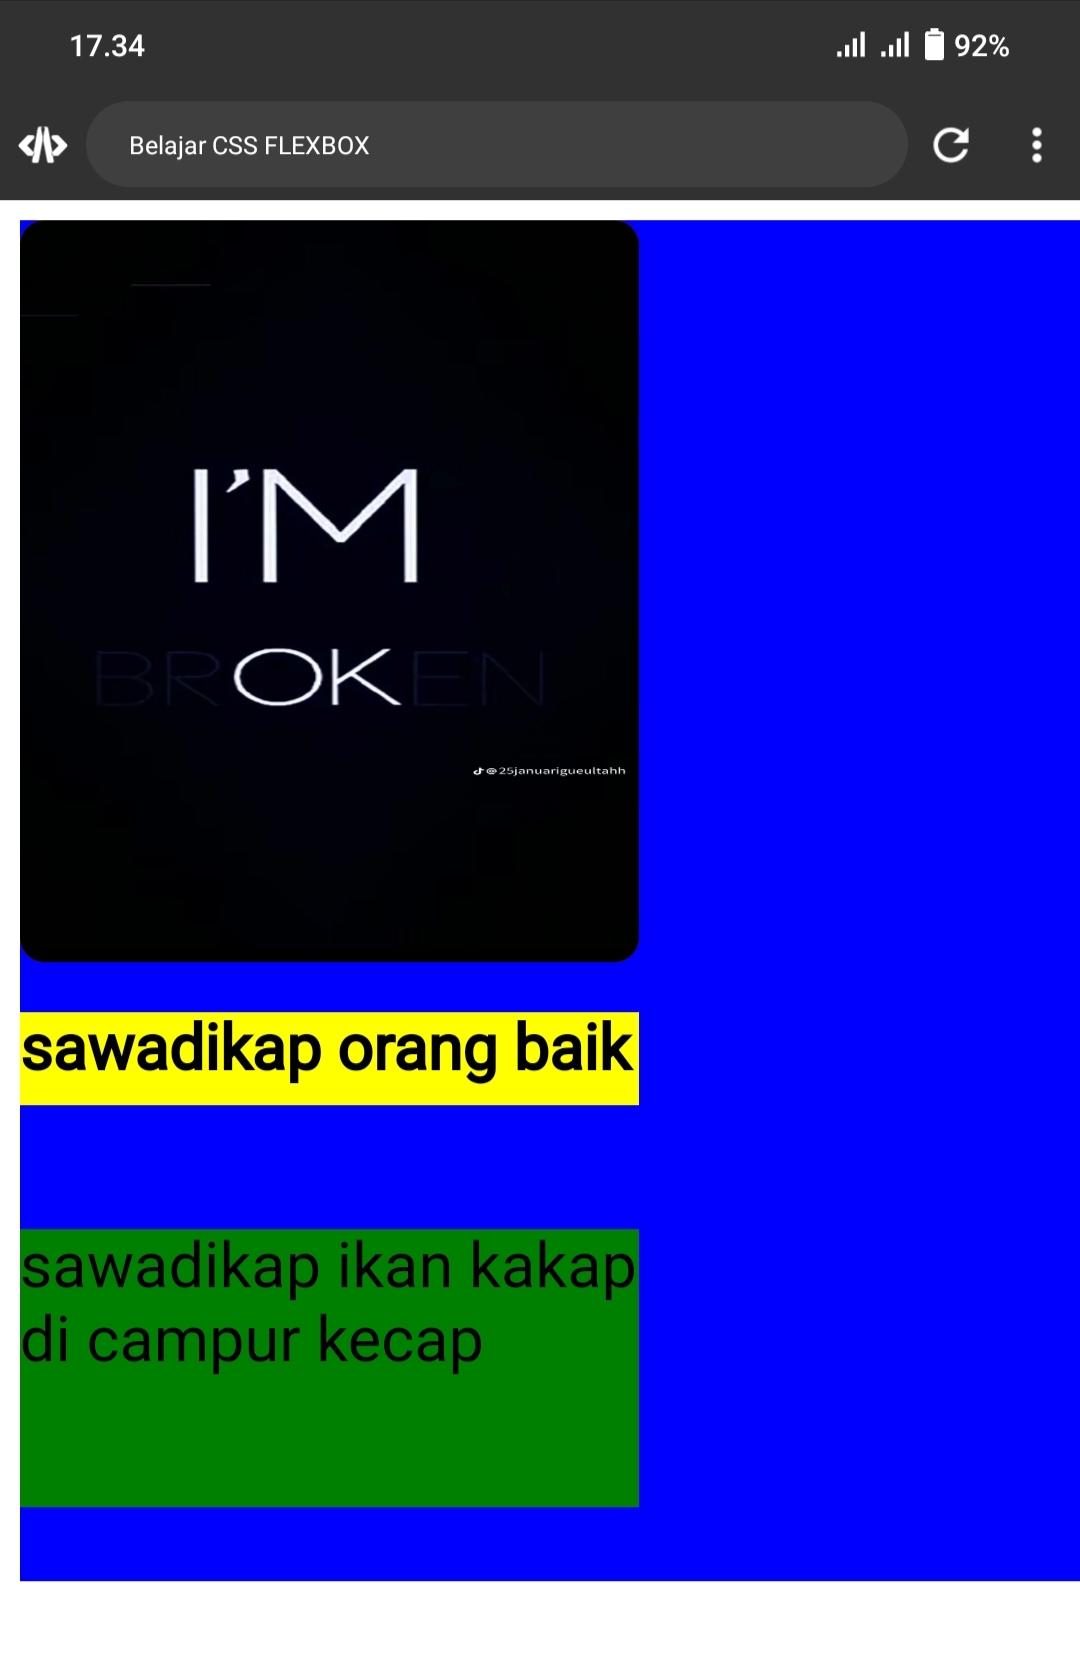 17.34
92%
Belajar CSS FLEXBOX
I'M
BROKEN
@25januarigueultahh
sawadikap orang baik
sawadikap ikan kakap
di campur kecap